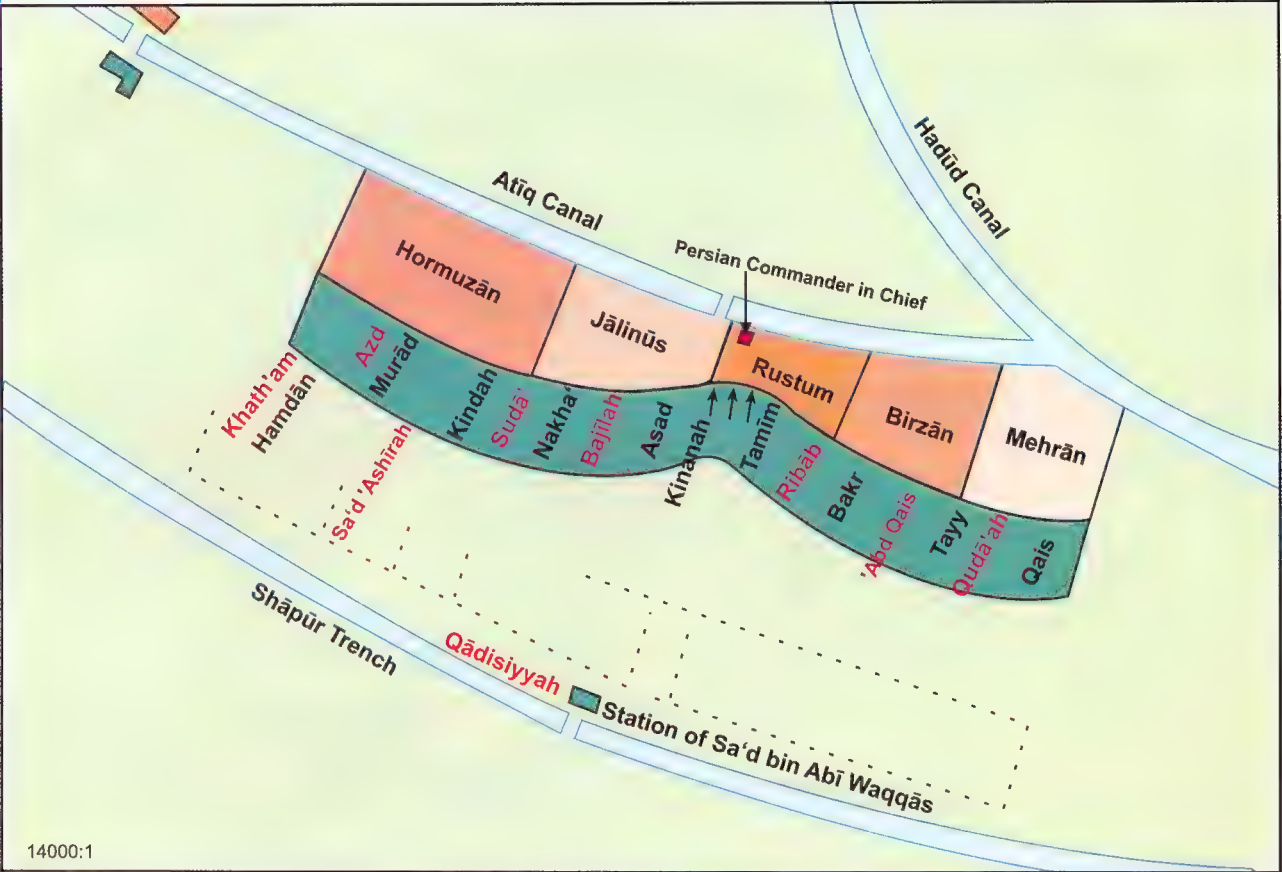 Hadūd Canal
Atīq Canal
Persian Commander in Chief
Hormuzān
Jālinūs
Rustum
Birzān
Mehrān
Khath'am
Hamdān
Azd
Murād
Sa'd 'Ashīrah
Kindah
Sudā'
Nakha‘
Bajīlah
Asad
Kinanah
Tamim
Ribāb
Bakr
'Abd Qais
Tayy
Qudā'ah
Qais
Shāpūr Trench
Qādisiyyah
Station of Sa‘d bin Abī Waqqās
14000:1